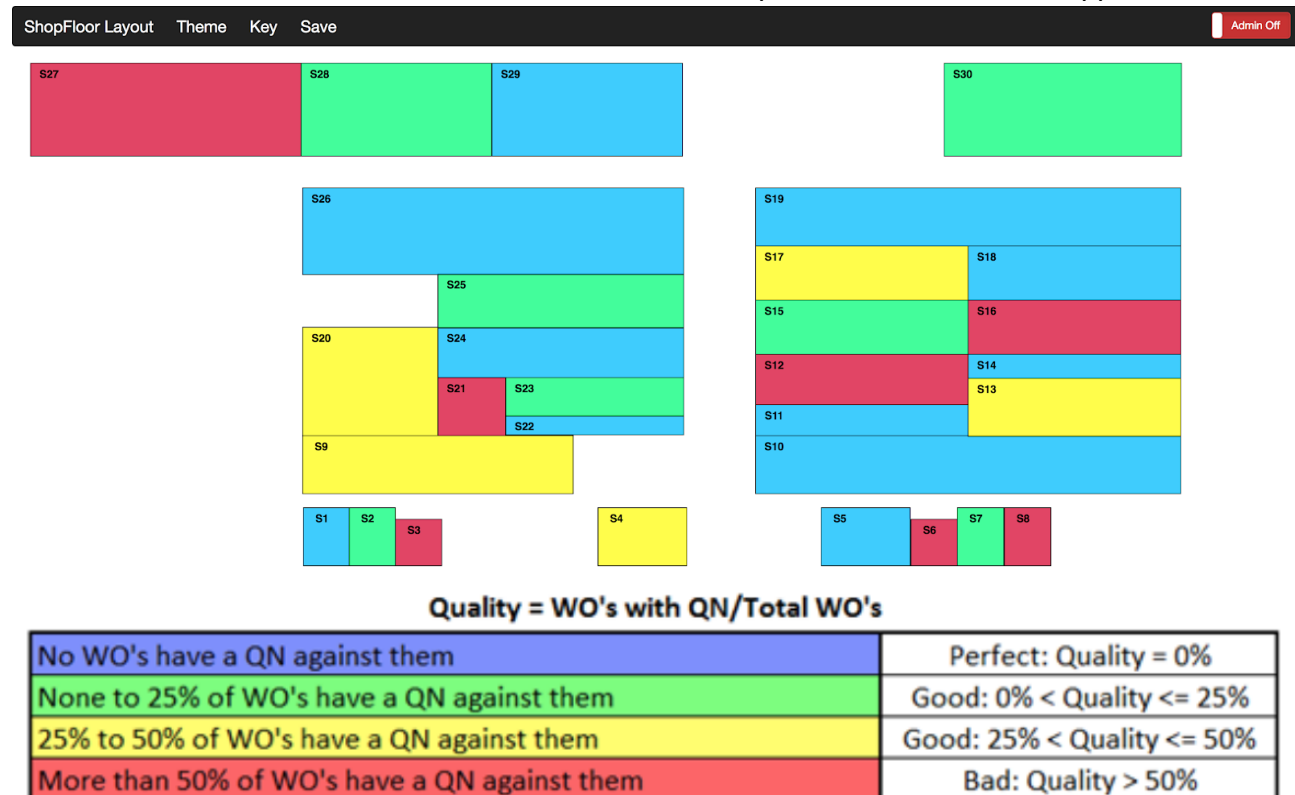 ShopFloor Layout Theme Key Save Admin Off
S27 S28 S29 S30
S26 S19
S17 S18
S25
S15 S16
S20 S24
S12 S14
S21 S23 S13
S11
S22
S9 S10
S1 S2 S3 S4 S5 S6 S7 S8
Quality = WO's with QN/Total WO's
No WO's have a QN against them Perfect: Quality = 0%
None to 25% of WO's have a QN against them Good: 0% < Quality <= 25%
25% to 50% of WO's have a QN against them Good: 25% < Quality <= 50%
More than 50% of WO's have a QN against them Bad: Quality > 50%